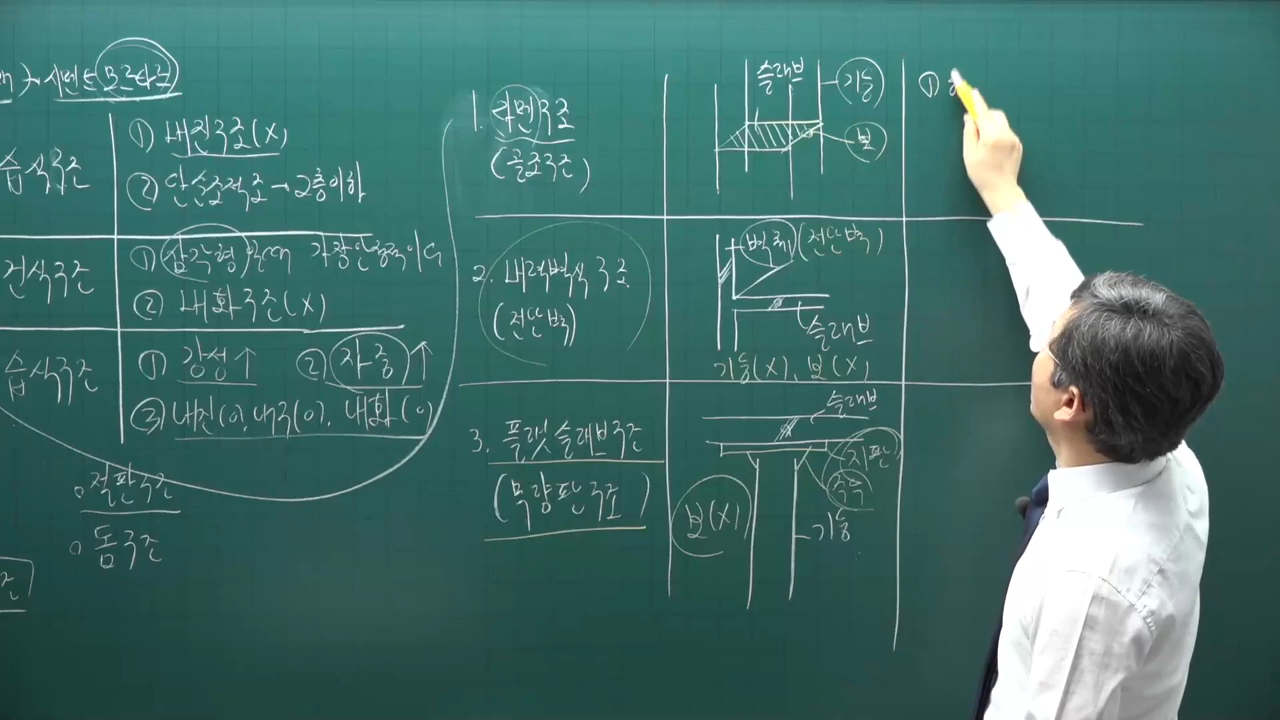 시멘트 모르타르
습식구조
① 내진구조(X)
② 단순조적조→2층이하
건식구조
① 삼각형 안정적이다
② 내화구조(X)
습식구조
① 강성↑ ② 자중↑
③ 내진(O), 내구(O), 내화(O)
절판구조
돔구조
1. 라멘구조
(골조구조)
슬래브
기둥
보
①
2. 내력벽식구조
(전단벽)
벽체(전단벽)
슬래브
기둥(X), 보(X)
3. 플랫슬래브구조
(무량판구조)
슬래브
지판
주두
보(X)
기둥